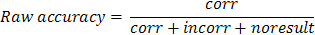 Raw accuracy = corr / corr + incorr + noresult